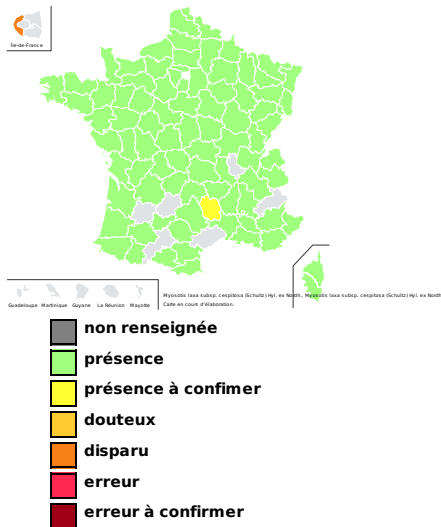 Île-de-France
Guadeloupe Martinique Guyane La Réunion Mayotte
Myosotis laxa subsp. cespitosa (Schultz) Hyl. ex Nordh., Myosotis laxa subsp. cespitosa (Schultz) Hyl. ex Nordh
Carte en cours d'élaboration.
non renseignée
présence
présence à confimer
douteux
disparu
erreur
erreur à confirmer